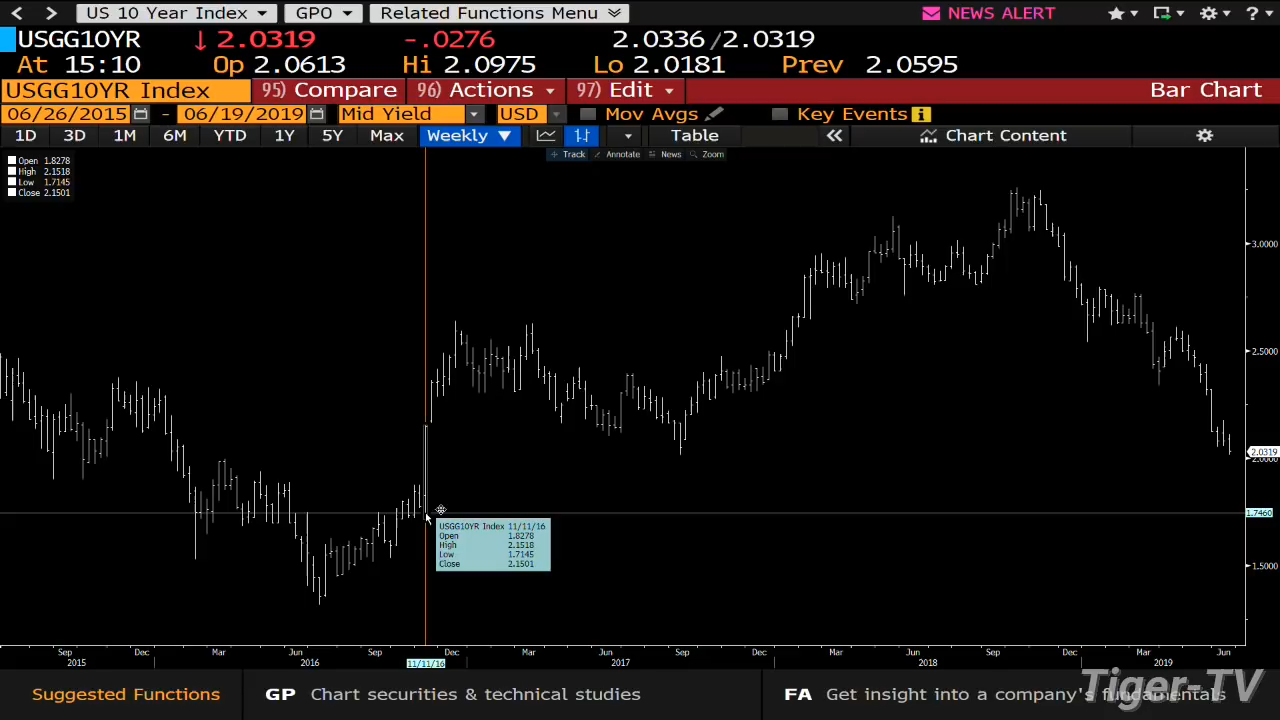 US 10 Year Index GPO Related Functions Menu NEWS ALERT
USGG10YR 2.0319 -.0276 2.0336/2.0319
At 15:10 Op 2.0613 Hi 2.0975 Lo 2.0181 Prev 2.0595
USGG10YR Index 95) Compare 96) Actions 97) Edit Bar Chart
06/26/2015 - 06/19/2019 Mid Yield USD Mov Avgs Key Events
1D 3D 1M 6M YTD 1Y 5Y Max Weekly Table Chart Content
Track Annotate News Zoom
Open 1.8278
High 2.1518
Low 1.7145
Close 2.1501
3.0000
2.5000
2.0319
2.0000
1.7460
1.5000
USGG10YR Index 11/11/16
Open 1.8278
High 2.1518
Low 1.7145
Close 2.1501
Sep Dec Mar Jun Sep Dec Mar Jun Sep Dec Mar Jun Sep Dec Mar Jun
2015 2016 11/11/16 2017 2018 2019
Suggested Functions GP Chart securities & technical studies FA Get insight into a company's fundamentals
Tiger-TV